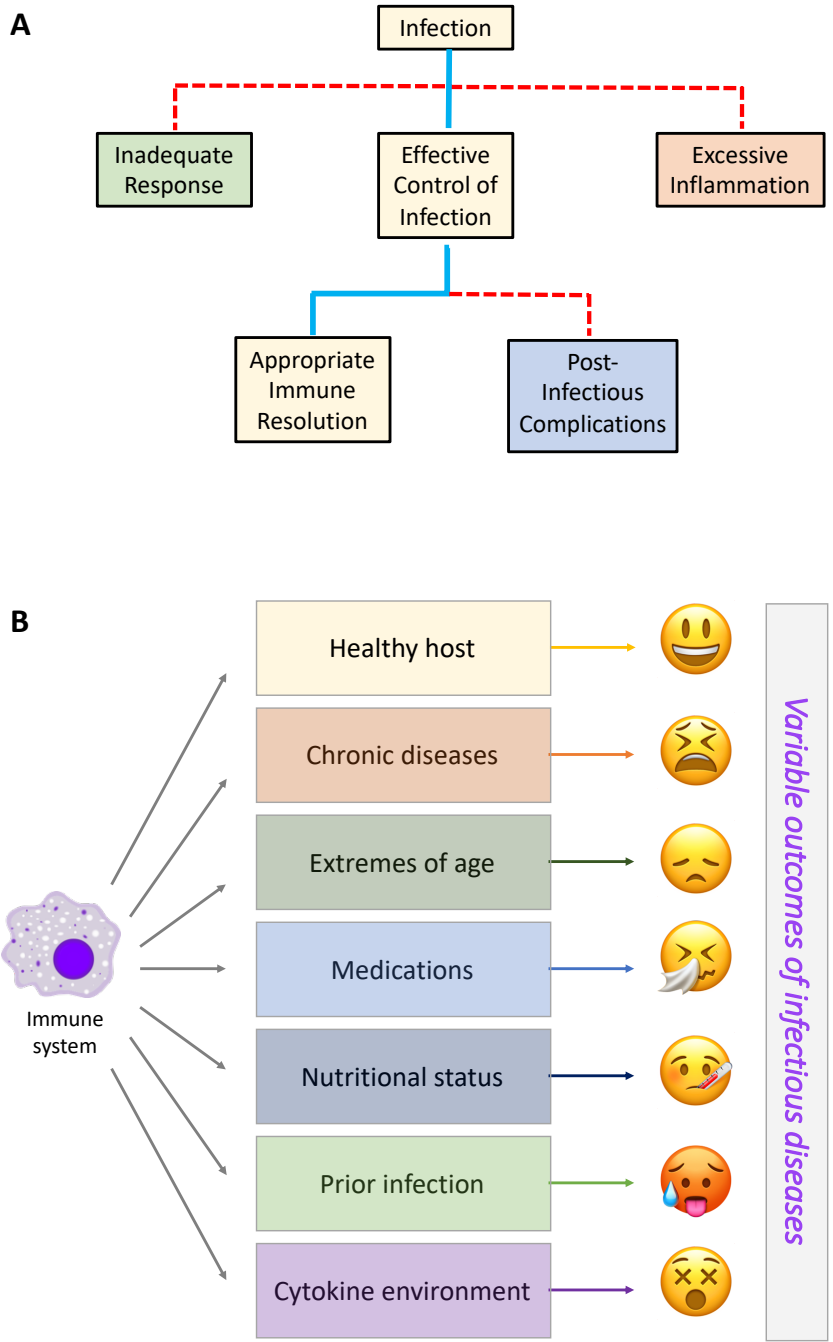 A
Infection
Inadequate
Response
Effective
Control of
Infection
Excessive
Inflammation
Appropriate
Immune
Resolution
Post-
Infectious
Complications
B
Healthy host
Chronic diseases
Extremes of age
Medications
Nutritional status
Prior infection
Cytokine environment
Immune
system
Variable outcomes of infectious diseases